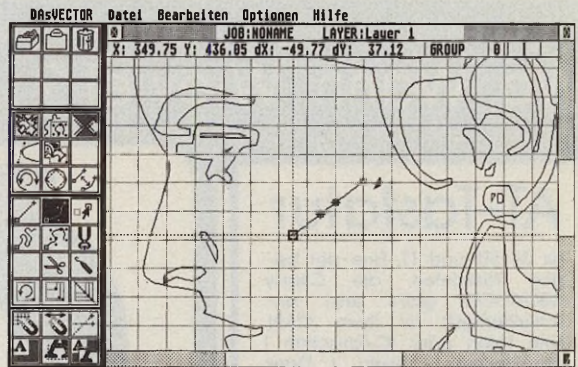 DAsVECTOR Datei Bearbeiten Optionen Hilfe
JOB:NONAME LAYER:Layer 1
X: 349.75 Y: 436.05 dX: -49.77 dY: 37.12 GROUP 0
PD
A
A
A